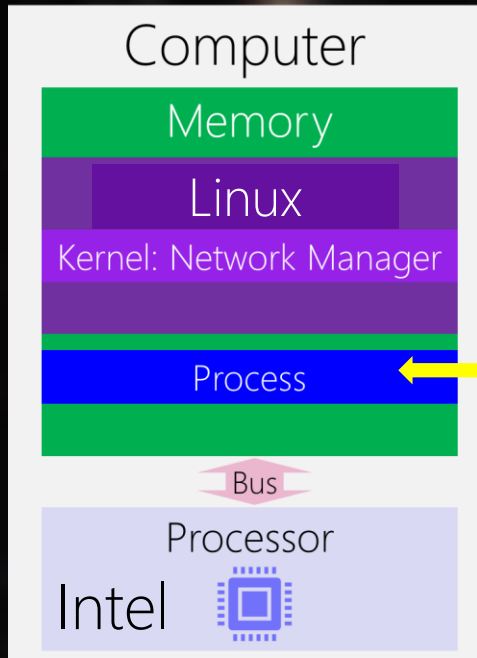 Computer
Memory
Linux
Kernel: Network Manager
Process
Bus
Processor
Intel